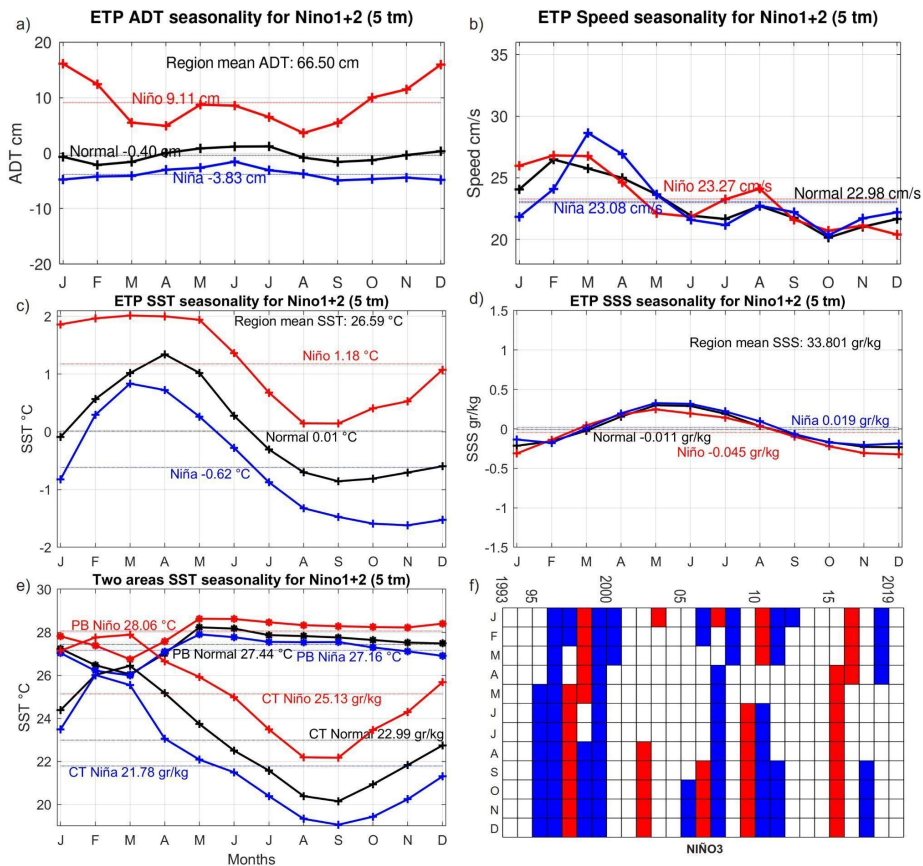 a)
ETP ADT seasonality for Nino1+2 (5 tm)
20
10
0
-10
-20
ADT cm
Region mean ADT: 66.50 cm
Niño 9.11 cm
Normal -0.40 cm
Niña -3.83 cm
J F M A M J J A S O N D
b)
ETP Speed seasonality for Nino1+2 (5 tm)
35
30
25
20
Speed cm/s
Niño 23.27 cm/s
Normal 22.98 cm/s
Niña 23.08 cm/s
J F M A M J J A S O N D
c)
ETP SST seasonality for Nino1+2 (5 tm)
2
1
0
-1
-2
SST °C
Region mean SST: 26.59 °C
Niño 1.18 °C
Normal 0.01 °C
Niña -0.62 °C
J F M A M J J A S O N D
d)
ETP SSS seasonality for Nino1+2 (5 tm)
1.5
1
0.5
0
-0.5
-1
-1.5
SSS gr/kg
Region mean SSS: 33.801 gr/kg
Niña 0.019 gr/kg
Normal -0.011 gr/kg
Niño -0.045 gr/kg
J F M A M J J A S O N D
e)
Two areas SST seasonality for Nino1+2 (5 tm)
30
28
26
24
22
20
SST °C
PB Niño 28.06 °C
PB Normal 27.44 °C
PB Niña 27.16 °C
CT Niño 25.13 gr/kg
CT Normal 22.99 gr/kg
CT Niña 21.78 gr/kg
J F M A M J J A S O N D
Months
f)
1993 95 2000 05 10 15 2019
J
F
M
A
M
J
J
A
S
O
N
D
NIÑO3